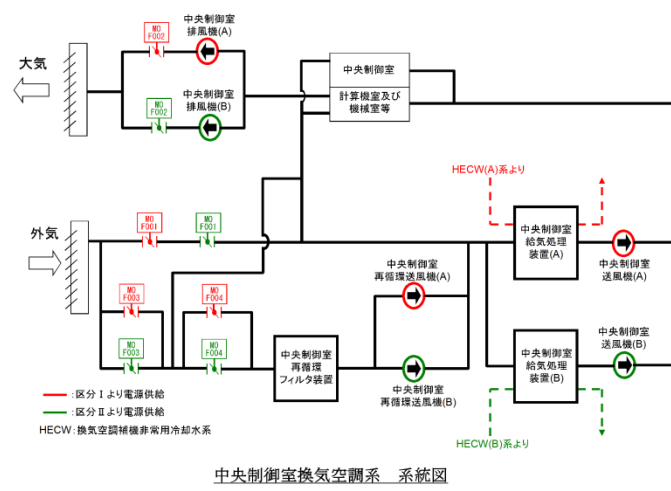 MO
F002
中央制御室
排風機(A)
大気
中央制御室
MO
F002
中央制御室
排風機(B)
計算機室及び
機械室等
HECW(A)系より
外気
MO
F001
MO
F001
中央制御室
給気処理
装置(A)
中央制御室
送風機(A)
中央制御室
再循環送風機(A)
MO
F003
MO
F004
中央制御室
送風機(B)
MO
F003
MO
F004
中央制御室
再循環
フィルタ装置
中央制御室
再循環送風機(B)
中央制御室
給気処理
装置(B)
:区分Ⅰより電源供給
:区分Ⅱより電源供給
HECW:換気空調補機非常用冷却水系
HECW(B)系より
中央制御室換気空調系 系統図